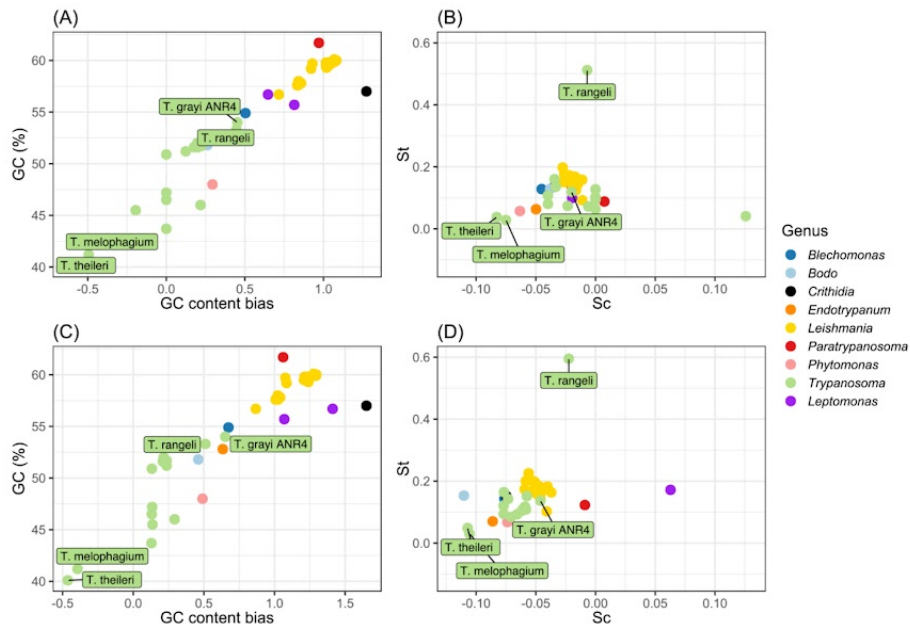 (A)
60
55
50
45
40
GC (%)
T. grayi ANR4
T. rangeli
T. melophagium
T. theileri
-0.5
0.0
0.5
1.0
GC content bias
(B)
0.6
0.4
0.2
0.0
St
T. rangeli
T. grayi ANR4
T. theileri
T. melophagium
-0.10
-0.05
0.00
0.05
0.10
Sc
(C)
60
55
50
45
40
GC (%)
T. rangeli
T. grayi ANR4
T. melophagium
T. theileri
-0.5
0.0
0.5
1.0
1.5
GC content bias
(D)
0.6
0.4
0.2
0.0
St
T. rangeli
T. grayi ANR4
T. theileri
T. melophagium
-0.10
-0.05
0.00
0.05
0.10
Sc
Genus
Blechomonas
Bodo
Crithidia
Endotrypanum
Leishmania
Paratrypanosoma
Phytomonas
Trypanosoma
Leptomonas